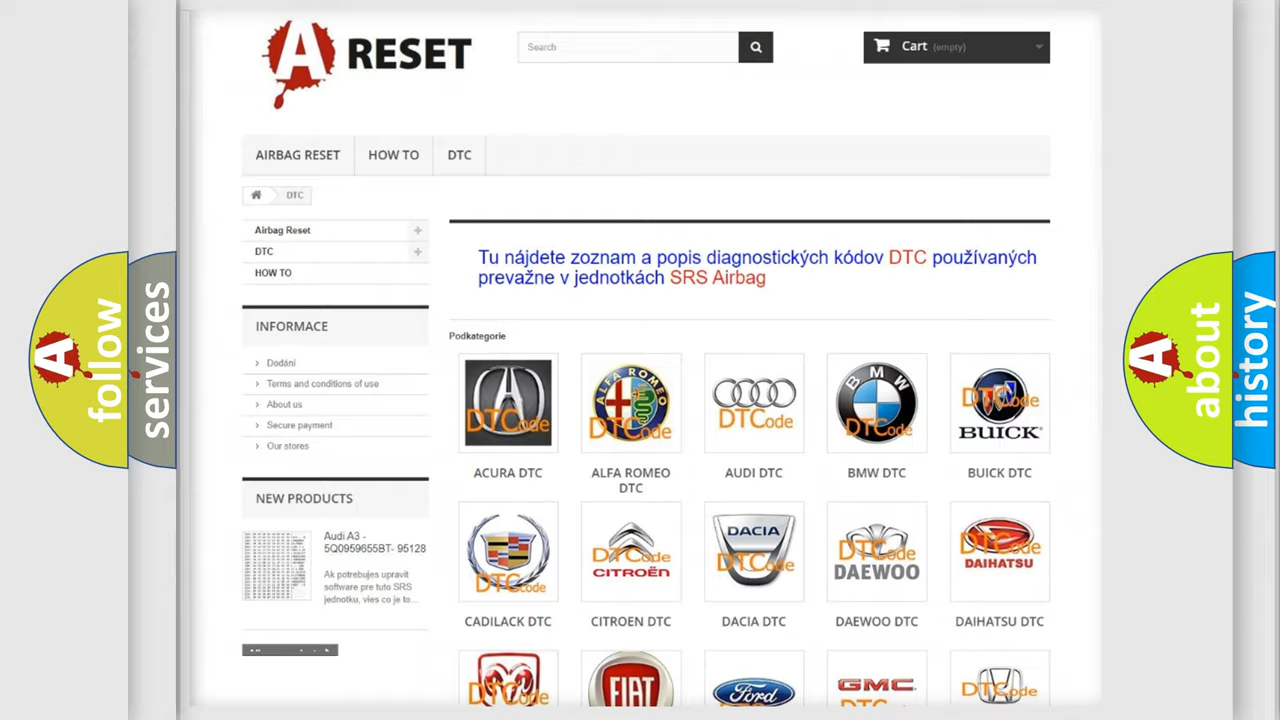 A RESET
Search
Cart (empty)
AIRBAG RESET
HOW TO
DTC
DTC
Airbag Reset
DTC
HOW TO
INFORMACE
Dodání
Terms and conditions of use
About us
Secure payment
Our stores
NEW PRODUCTS
Audi A3 -
5Q0959655BT- 95128
Ak potrebujes upravit
software pre tuto SRS
jednotku, vies co je to...
Tu nájdete zoznam a popis diagnostických kódov DTC používaných
prevažne v jednotkách SRS Airbag
Podkategorie
DTCode
ALFA ROMEO
DTCode
DTCode
BMW
DTCode
DTCode
BUICK
ACURA DTC
ALFA ROMEO
DTC
AUDI DTC
BMW DTC
BUICK DTC
DTCode
DTCode
CITROËN
DACIA
DTCode
DTCode
DAEWOO
DTCode
DAIHATSU
CADILACK DTC
CITROEN DTC
DACIA DTC
DAEWOO DTC
DAIHATSU DTC
DTCode
FIAT
Ford
GMC
DTCode
A follow
services
A about
history